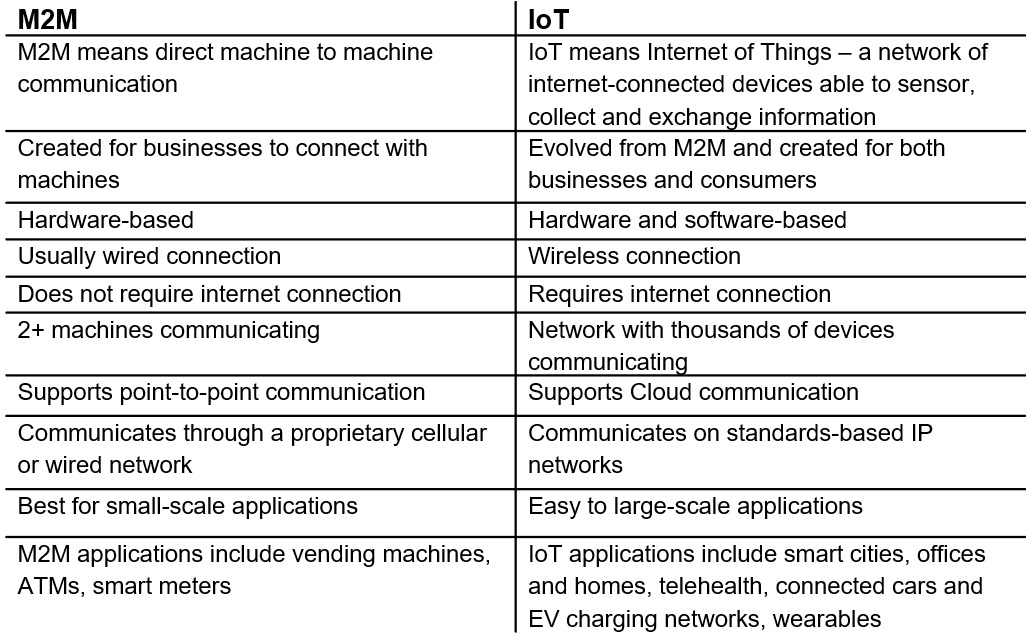 M2M
IoT
M2M means direct machine to machine
communication
IoT means Internet of Things – a network of
internet-connected devices able to sensor,
collect and exchange information
Created for businesses to connect with
machines
Evolved from M2M and created for both
businesses and consumers
Hardware-based
Hardware and software-based
Usually wired connection
Wireless connection
Does not require internet connection
Requires internet connection
2+ machines communicating
Network with thousands of devices
communicating
Supports point-to-point communication
Supports Cloud communication
Communicates through a proprietary cellular
or wired network
Communicates on standards-based IP
networks
Best for small-scale applications
Easy to large-scale applications
M2M applications include vending machines,
ATMs, smart meters
IoT applications include smart cities, offices
and homes, telehealth, connected cars and
EV charging networks, wearables